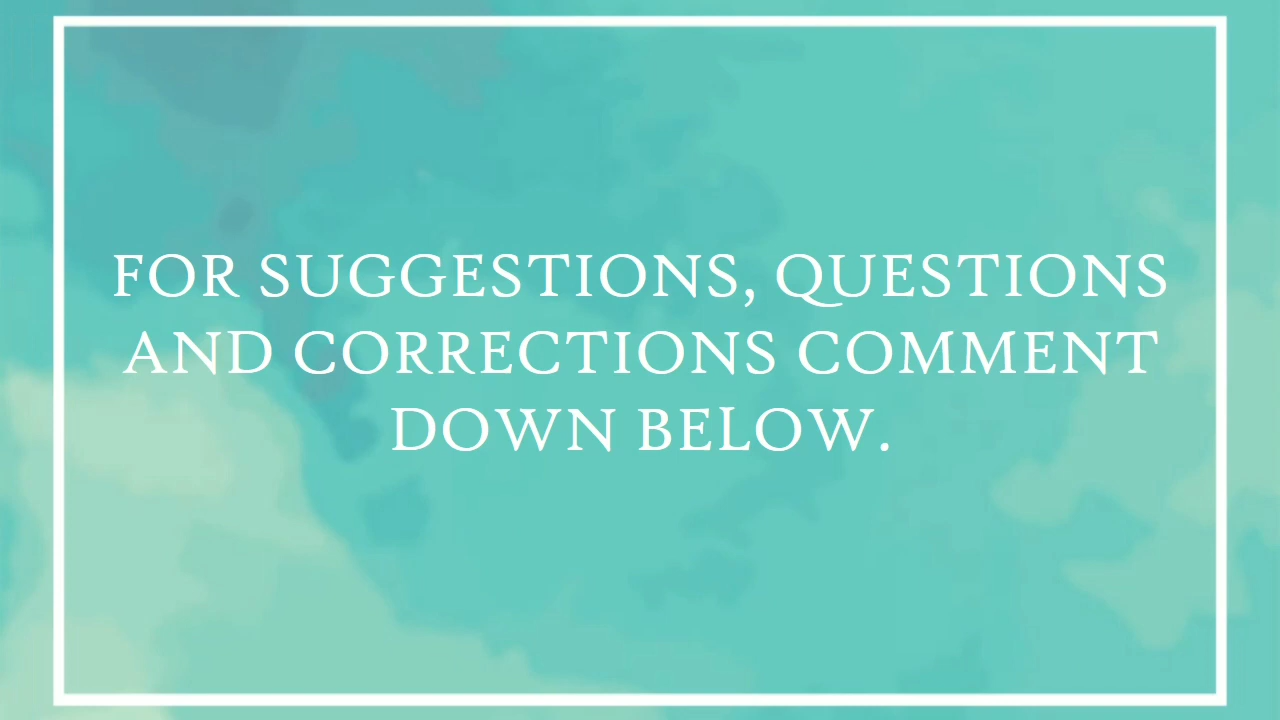 FOR SUGGESTIONS, QUESTIONS
AND CORRECTIONS COMMENT
DOWN BELOW.